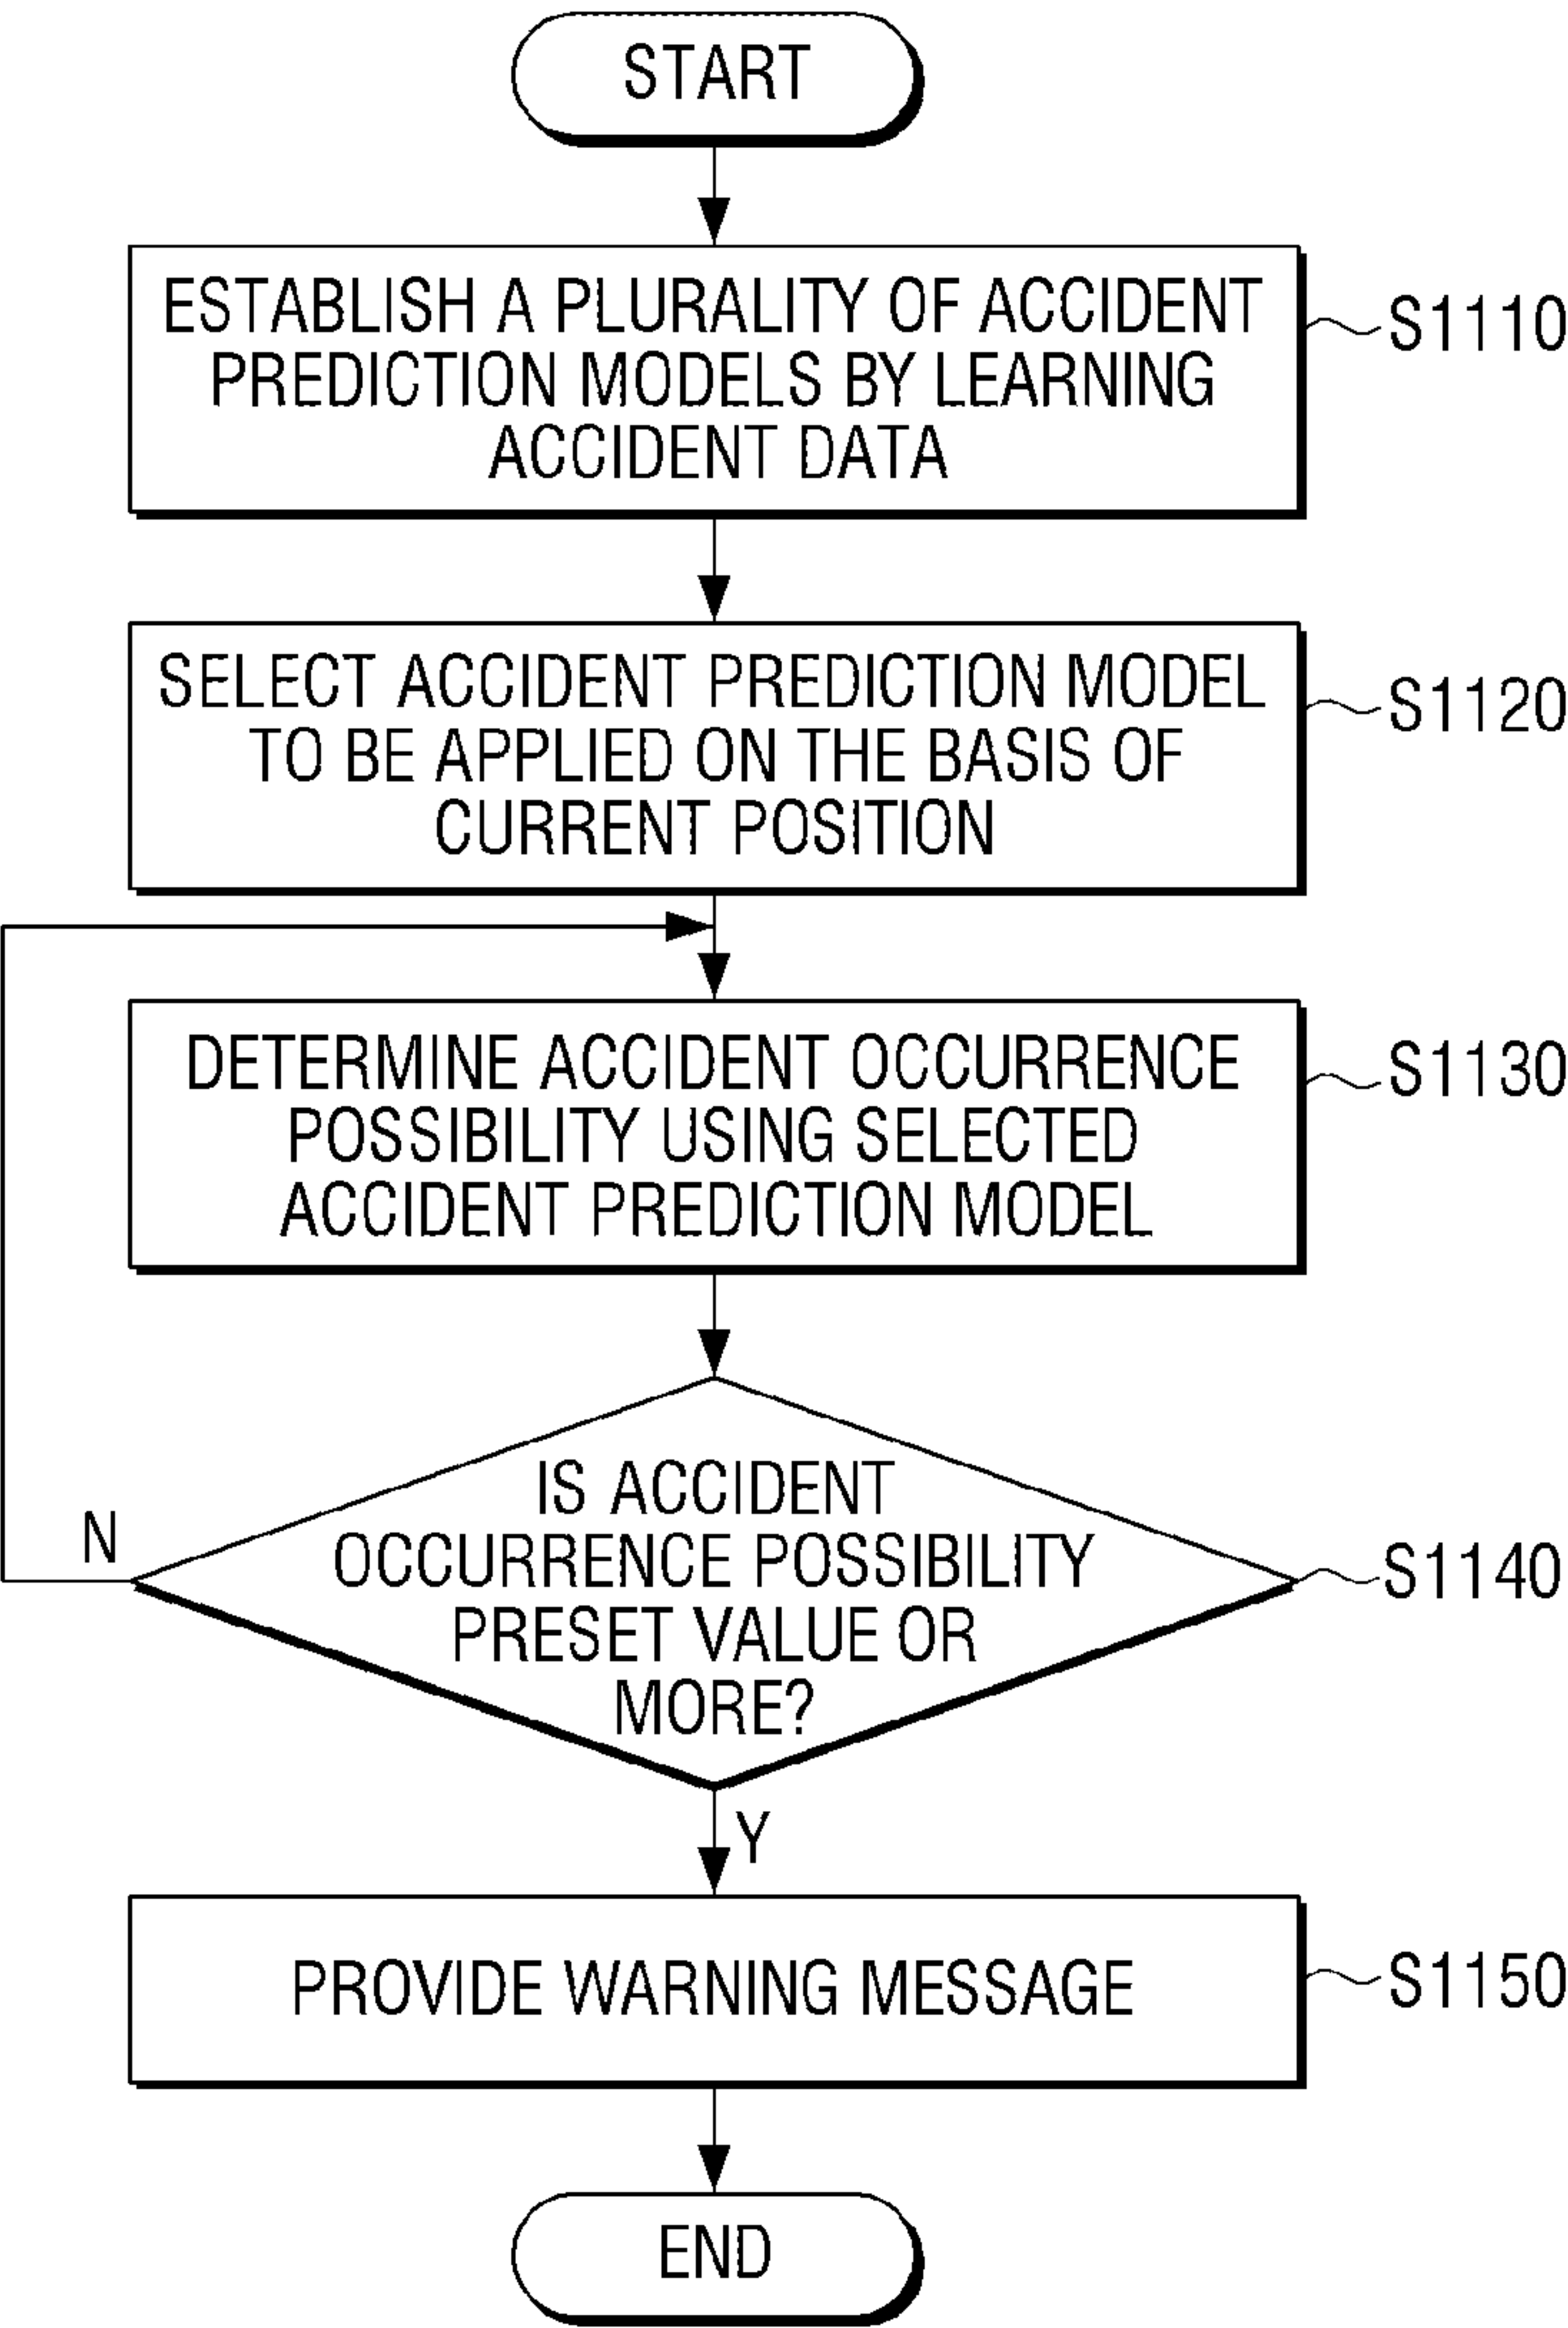 START
ESTABLISH A PLURALITY OF ACCIDENT
PREDICTION MODELS BY LEARNING
ACCIDENT DATA
S1110
SELECT ACCIDENT PREDICTION MODEL
TO BE APPLIED ON THE BASIS OF
CURRENT POSITION
S1120
DETERMINE ACCIDENT OCCURRENCE
POSSIBILITY USING SELECTED
ACCIDENT PREDICTION MODEL
S1130
IS ACCIDENT
OCCURRENCE POSSIBILITY
PRESET VALUE OR
MORE?
N
S1140
Y
PROVIDE WARNING MESSAGE
S1150
END